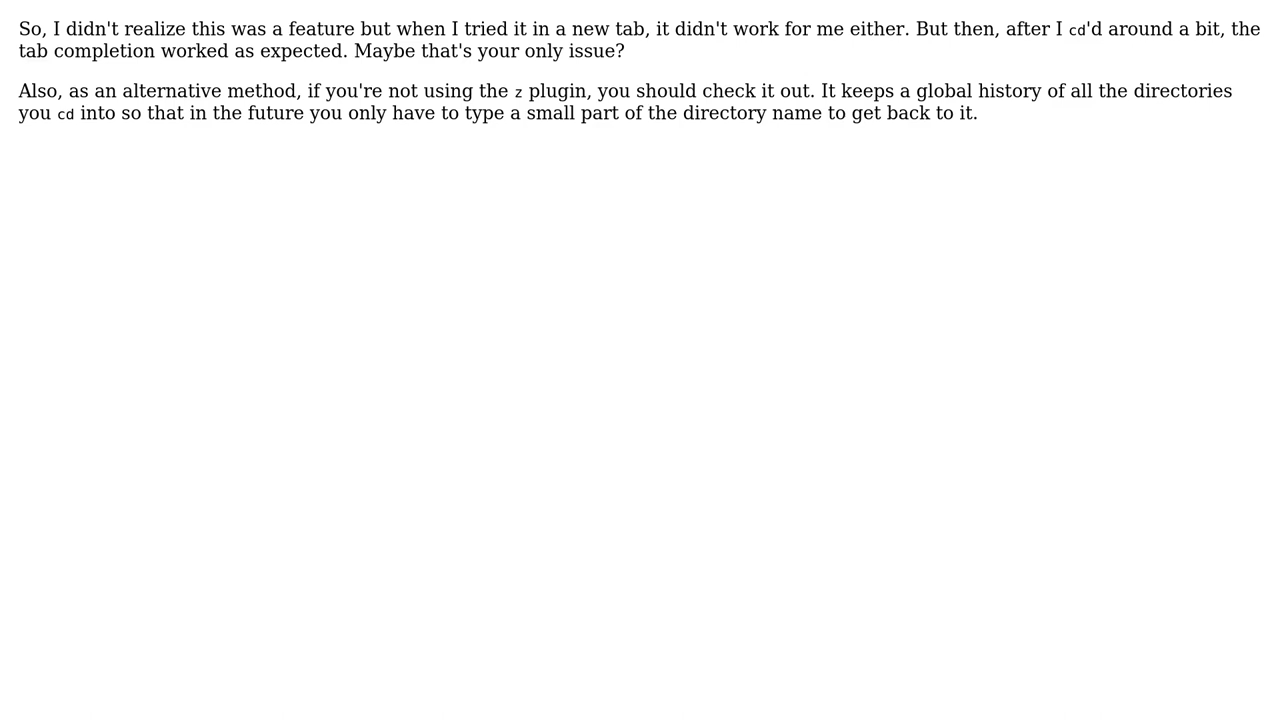 So, I didn't realize this was a feature but when I tried it in a new tab, it didn't work for me either. But then, after I cd'd around a bit, the
tab completion worked as expected. Maybe that's your only issue?
Also, as an alternative method, if you're not using the z plugin, you should check it out. It keeps a global history of all the directories
you cd into so that in the future you only have to type a small part of the directory name to get back to it.